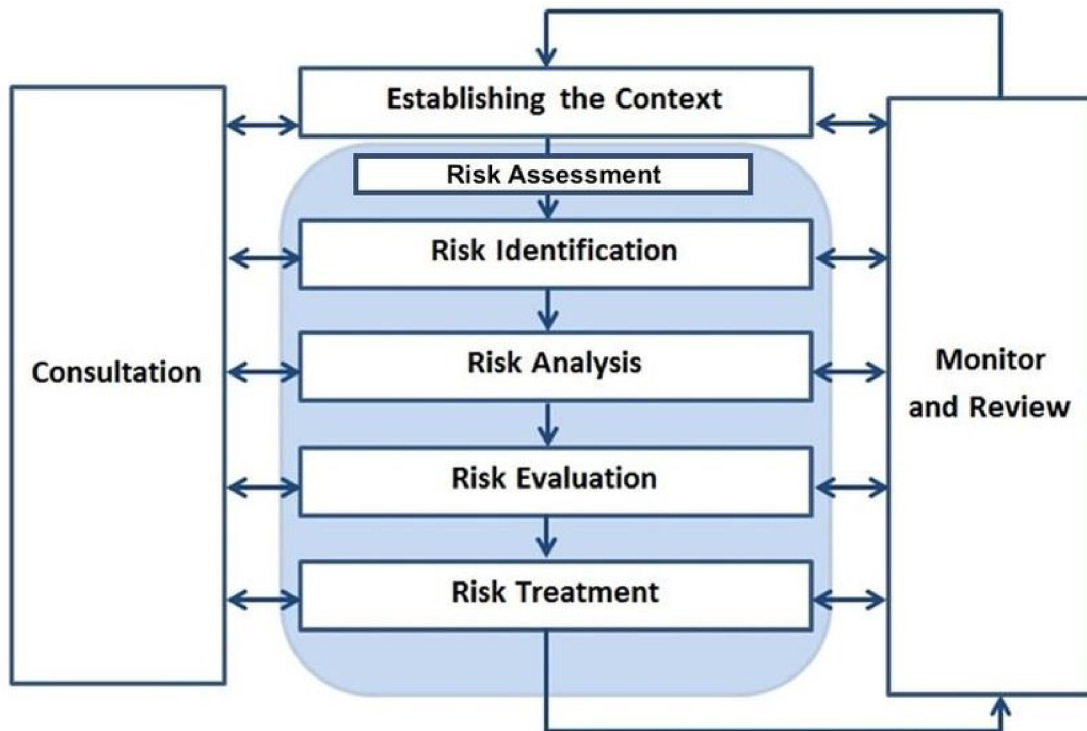 Establishing the Context
Risk Assessment
Risk Identification
Consultation
Risk Analysis
Monitor
and Review
Risk Evaluation
Risk Treatment